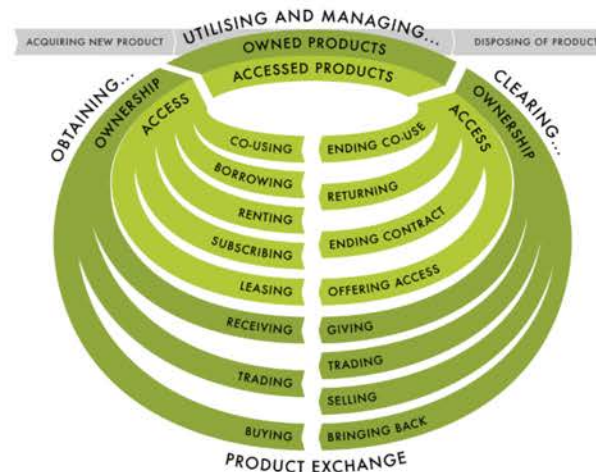 UTILISING AND MANAGING...
ACQUIRING NEW PRODUCT
OWNED PRODUCTS
DISPOSING OF PRODUCT
ACCESSED PRODUCTS
OBTAINING...
OWNERSHIP
ACCESS
CLEARING...
OWNERSHIP
ACCESS
CO-USING
ENDING CO-USE
BORROWING
RETURNING
RENTING
ENDING CONTRACT
SUBSCRIBING
LEASING
OFFERING ACCESS
RECEIVING
GIVING
TRADING
TRADING
SELLING
BUYING
BRINGING BACK
PRODUCT EXCHANGE